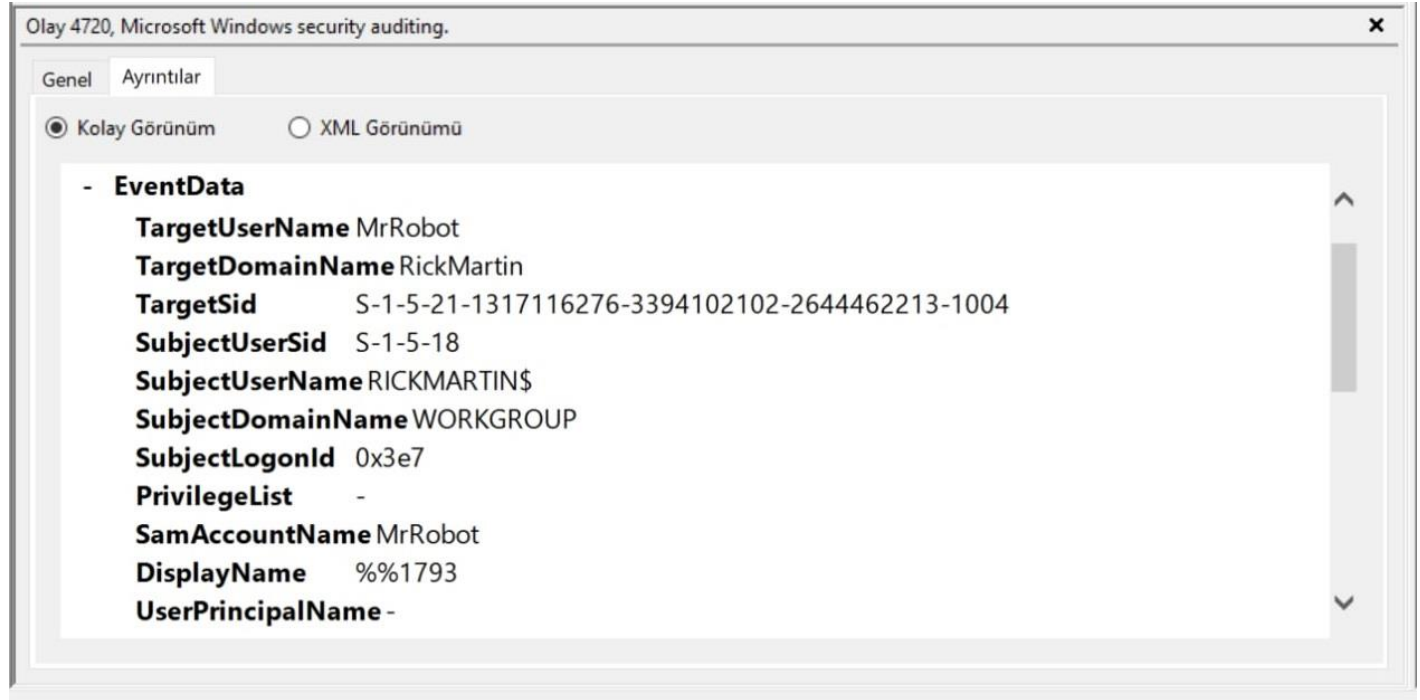 Olay 4720, Microsoft Windows security auditing.
Genel Ayrıntılar
Kolay Görünüm XML Görünümü
- EventData
TargetUserName MrRobot
TargetDomainName RickMartin
TargetSid S-1-5-21-1317116276-3394102102-2644462213-1004
SubjectUserSid S-1-5-18
SubjectUserName RICKMARTIN$
SubjectDomainName WORKGROUP
SubjectLogonId 0x3e7
PrivilegeList -
SamAccountName MrRobot
DisplayName %%1793
UserPrincipalName -